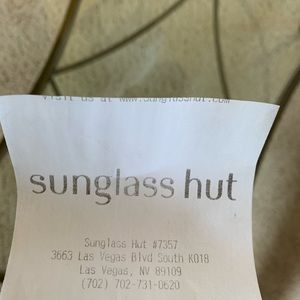 Visit us at www.sunglasshut.com
sunglass hut
Sunglass Hut #7357
3663 Las Vegas Blvd South K018
Las Vegas, NV 89109
(702) 702-731-0620